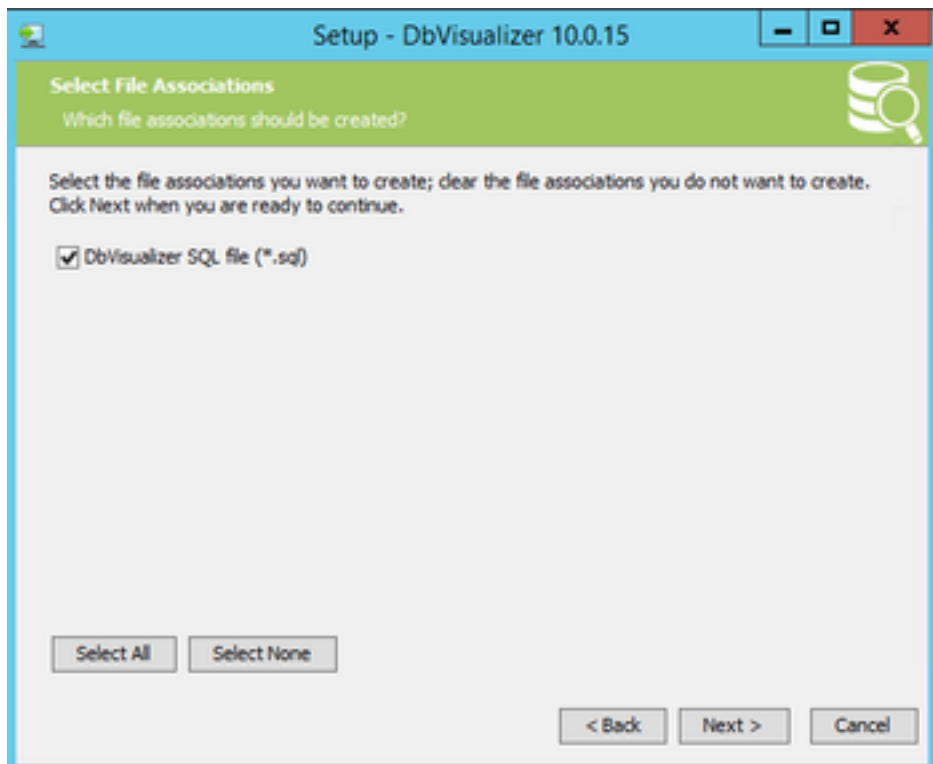 Setup - DbVisualizer 10.0.15
Select File Associations
Which file associations should be created?
Select the file associations you want to create; clear the file associations you do not want to create.
Click Next when you are ready to continue.
DbVisualizer SQL file (*.sql)
Select All
Select None
< Back
Next >
Cancel